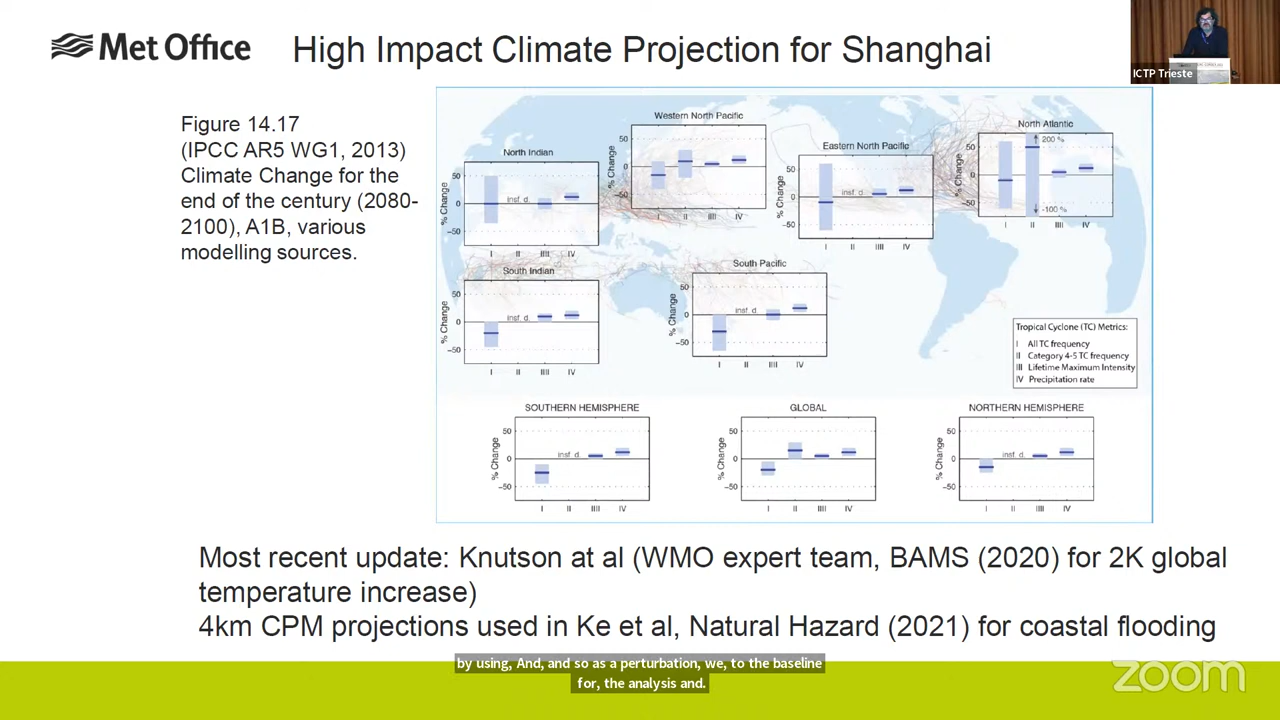 Met Office
High Impact Climate Projection for Shanghai
ICTP Trieste
Figure 14.17
(IPCC AR5 WG1, 2013)
Climate Change for the
end of the century (2080-
2100), A1B, various
modelling sources.
North Indian
% Change
50
0
−50
insf. d.
I II IIII IV
Western North Pacific
% Change
50
0
−50
I II IIII IV
Eastern North Pacific
% Change
50
0
−50
insf. d.
I II IIII IV
North Atlantic
% Change
50
0
−50
200 %
-100 %
I II IIII IV
South Indian
% Change
50
0
−50
insf. d.
I II IIII IV
South Pacific
% Change
50
0
−50
insf. d.
I II IIII IV
Tropical Cyclone (TC) Metrics:
I All TC frequency
II Category 4-5 TC frequency
III Lifetime Maximum Intensity
IV Precipitation rate
SOUTHERN HEMISPHERE
% Change
50
0
−50
insf. d.
I II IIII IV
GLOBAL
% Change
50
0
−50
I II IIII IV
NORTHERN HEMISPHERE
% Change
50
0
−50
insf. d.
I II IIII IV
Most recent update: Knutson at al (WMO expert team, BAMS (2020) for 2K global
temperature increase)
4km CPM projections used in Ke et al, Natural Hazard (2021) for coastal flooding
by using, And, and so as a perturbation, we, to the baseline
for, the analysis and.
zoom